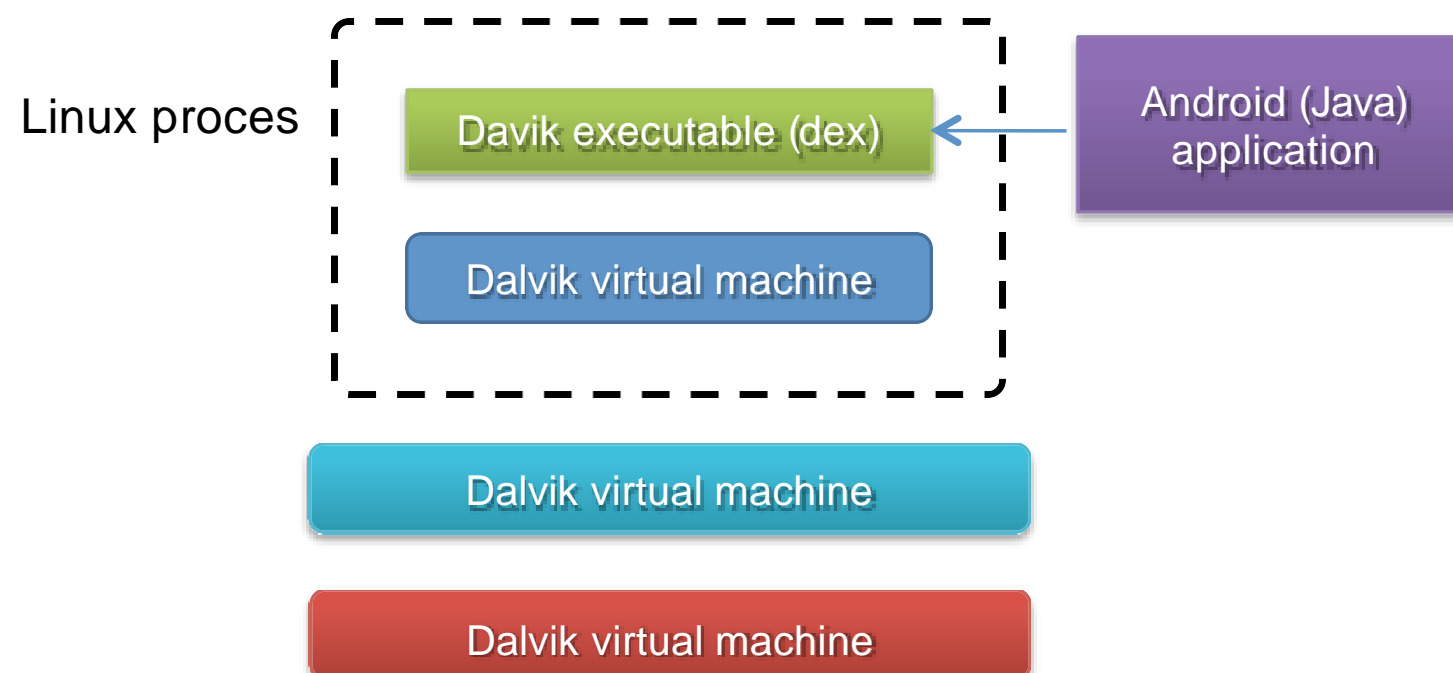 Linux proces
Davik executable (dex)
Android (Java)
application
Dalvik virtual machine
Dalvik virtual machine
Dalvik virtual machine